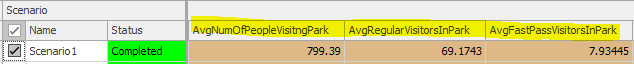 Scenario
Name Status AvgNumOfPeopleVisitngPark AvgRegularVisitorsInPark AvgFastPassVisitorsInPark
Scenario1 Completed 799.39 69.1743 7.93445